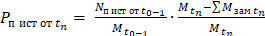 Pп ист от tn = Nп ист от t0−1 / Mt0−1 · Mtn − ∑ Mзам tn / Mtn